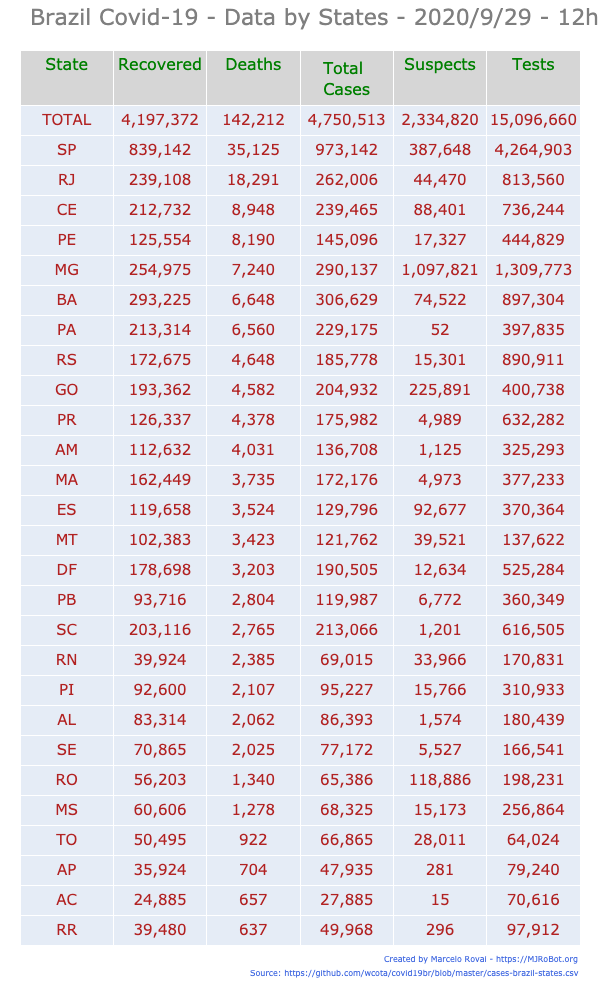 Brazil Covid-19 - Data by States - 2020/9/29 - 12h
State Recovered Deaths Total Cases Suspects Tests
TOTAL 4,197,372 142,212 4,750,513 2,334,820 15,096,660
SP 839,142 35,125 973,142 387,648 4,264,903
RJ 239,108 18,291 262,006 44,470 813,560
CE 212,732 8,948 239,465 88,401 736,244
PE 125,554 8,190 145,096 17,327 444,829
MG 254,975 7,240 290,137 1,097,821 1,309,773
BA 293,225 6,648 306,629 74,522 897,304
PA 213,314 6,560 229,175 52 397,835
RS 172,675 4,648 185,778 15,301 890,911
GO 193,362 4,582 204,932 225,891 400,738
PR 126,337 4,378 175,982 4,989 632,282
AM 112,632 4,031 136,708 1,125 325,293
MA 162,449 3,735 172,176 4,973 377,233
ES 119,658 3,524 129,796 92,677 370,364
MT 102,383 3,423 121,762 39,521 137,622
DF 178,698 3,203 190,505 12,634 525,284
PB 93,716 2,804 119,987 6,772 360,349
SC 203,116 2,765 213,066 1,201 616,505
RN 39,924 2,385 69,015 33,966 170,831
PI 92,600 2,107 95,227 15,766 310,933
AL 83,314 2,062 86,393 1,574 180,439
SE 70,865 2,025 77,172 5,527 166,541
RO 56,203 1,340 65,386 118,886 198,231
MS 60,606 1,278 68,325 15,173 256,864
TO 50,495 922 66,865 28,011 64,024
AP 35,924 704 47,935 281 79,240
AC 24,885 657 27,885 15 70,616
RR 39,480 637 49,968 296 97,912
Created by Marcelo Rovai - https://MJRoBot.org
Source: https://github.com/wcota/covid19br/blob/master/cases-brazil-states.csv